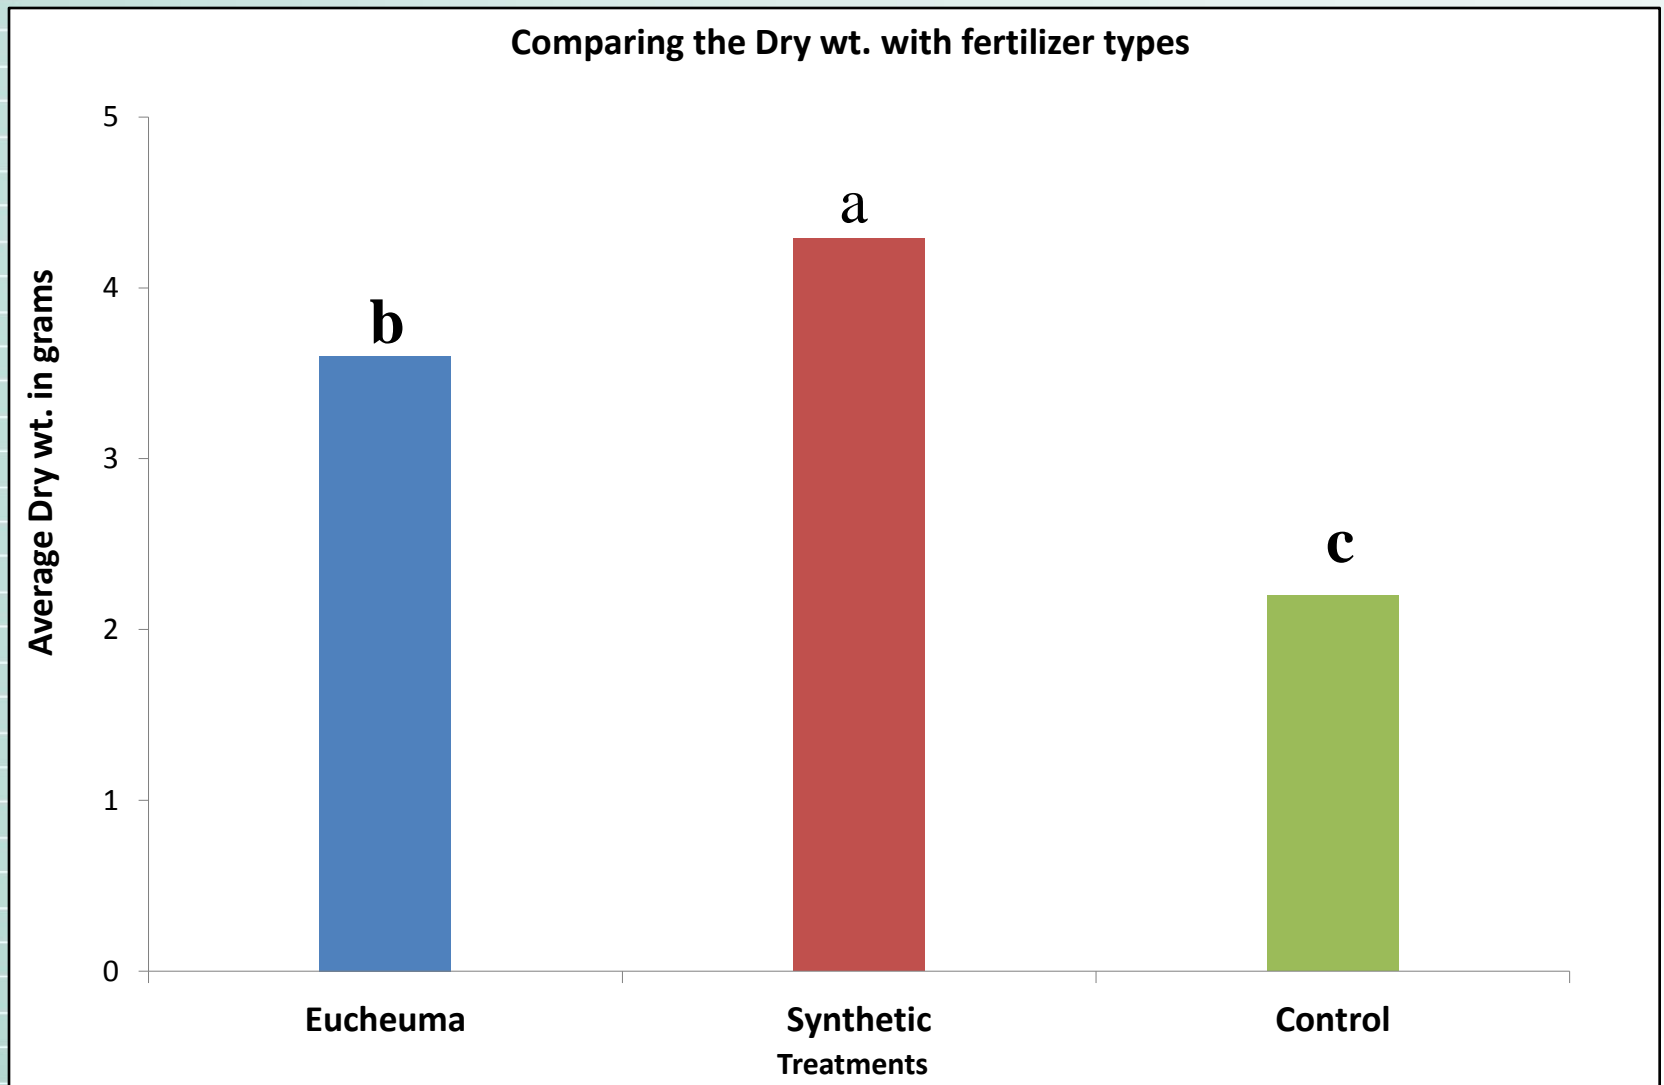 Comparing the Dry wt. with fertilizer types
Average Dry wt. in grams
5
4
3
2
1
0
b
a
c
Eucheuma
Synthetic
Control
Treatments